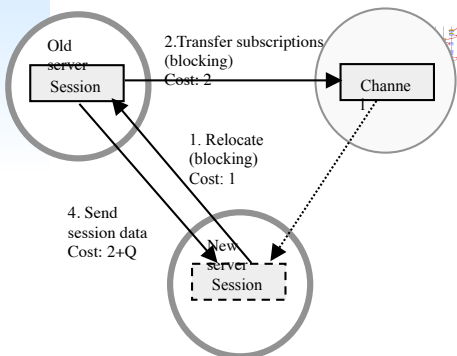 Old
server
Session
2.Transfer subscriptions
(blocking)
Cost: 2
Channe
l
1. Relocate
(blocking)
Cost: 1
4. Send
session data
Cost: 2+Q
New
server
Session